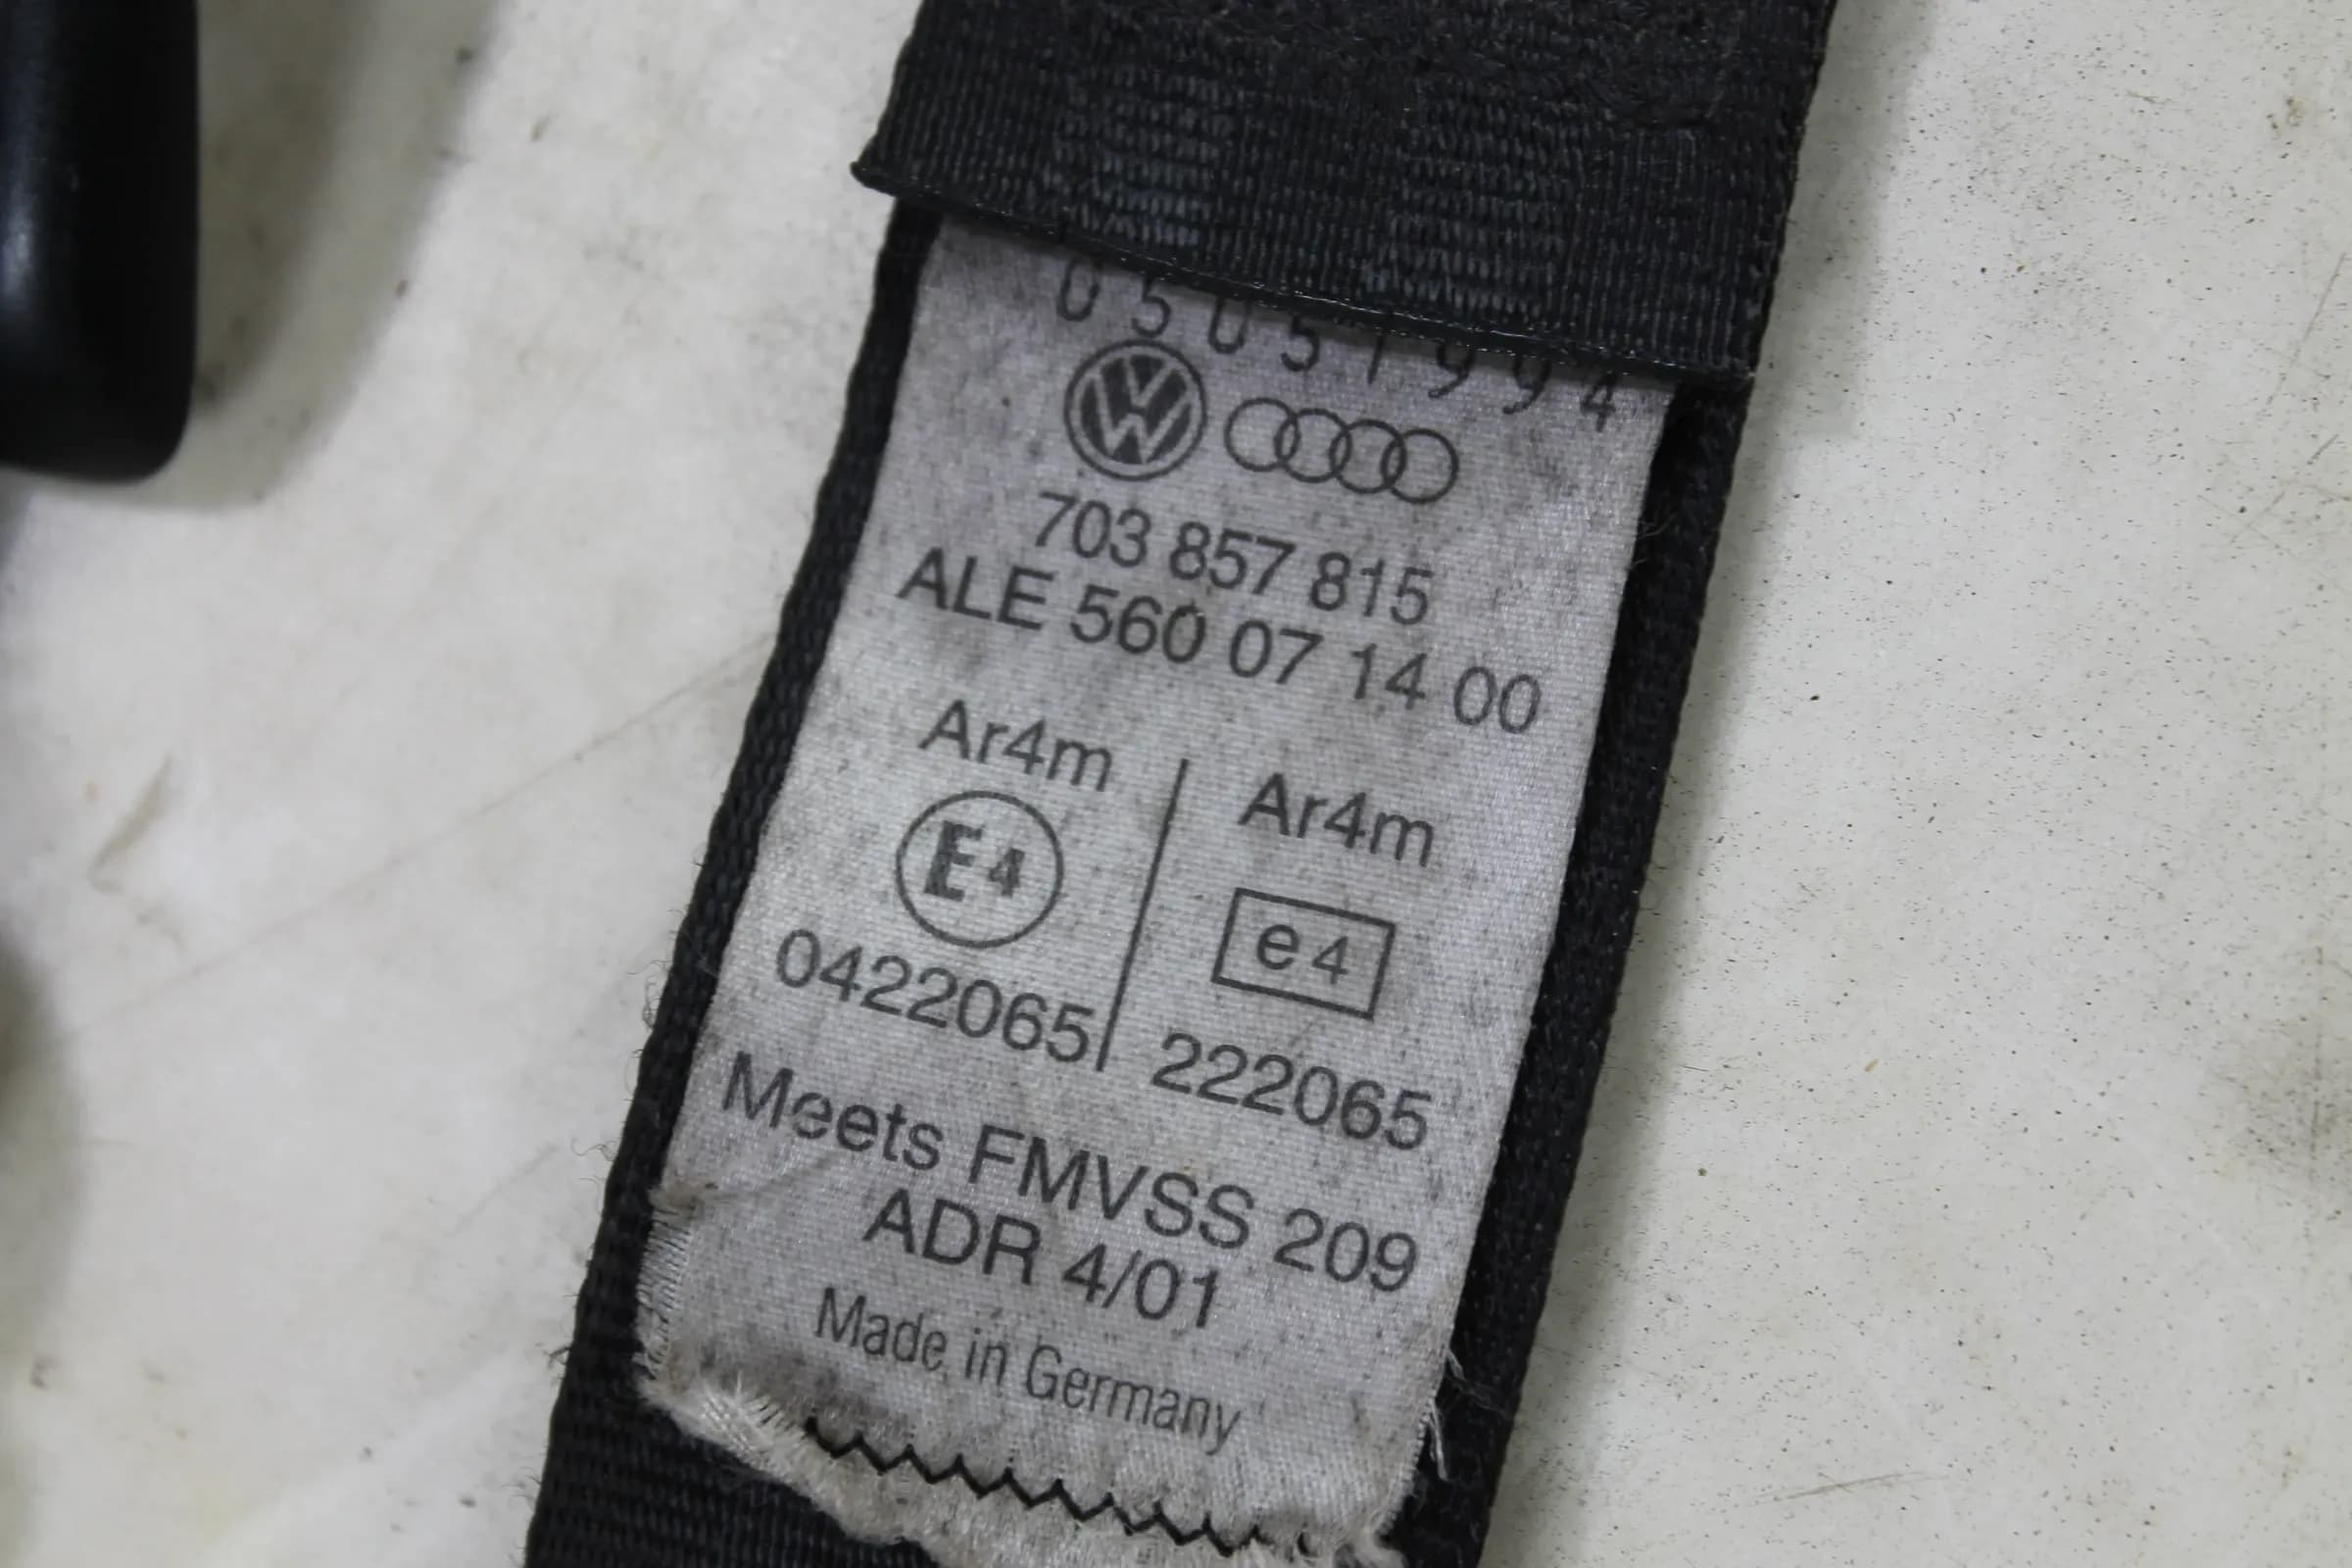 05051994
703 857 815
ALE 560 07 14 00
Ar4m Ar4m
E4 e4
0422065 222065
Meets FMVSS 209
ADR 4/01
Made in Germany